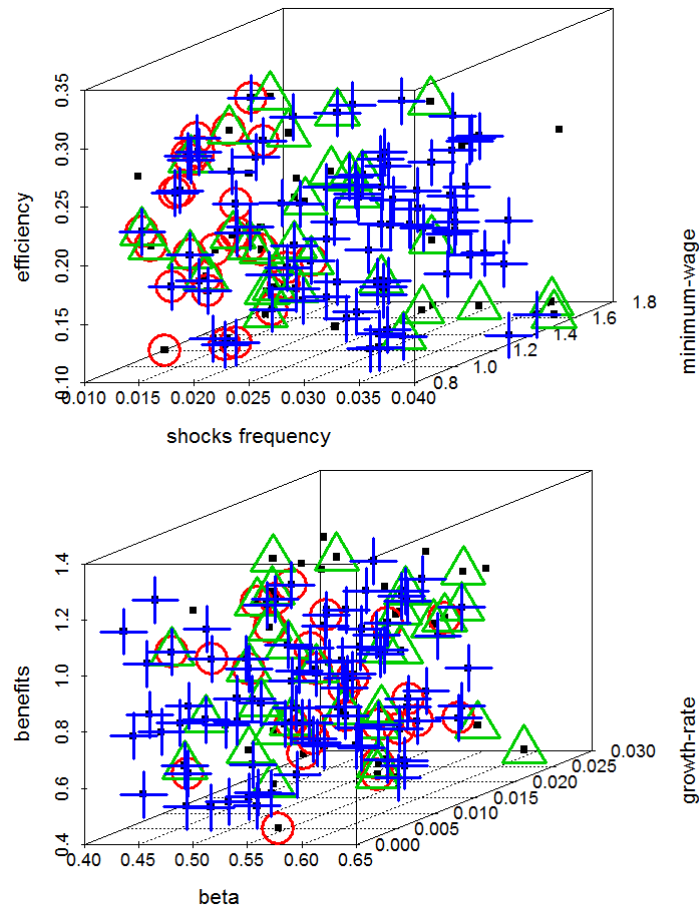 0.35
0.30
0.25
0.20
0.15
0.10
efficiency
0.010 0.015 0.020 0.025 0.030 0.035 0.040
shocks frequency
0.8 1.0 1.2 1.4 1.6 1.8
minimum-wage
1.4
1.2
1.0
0.8
0.6
0.4
benefits
0.40 0.45 0.50 0.55 0.60 0.65
beta
0.000 0.005 0.010 0.015 0.020 0.025 0.030
growth-rate